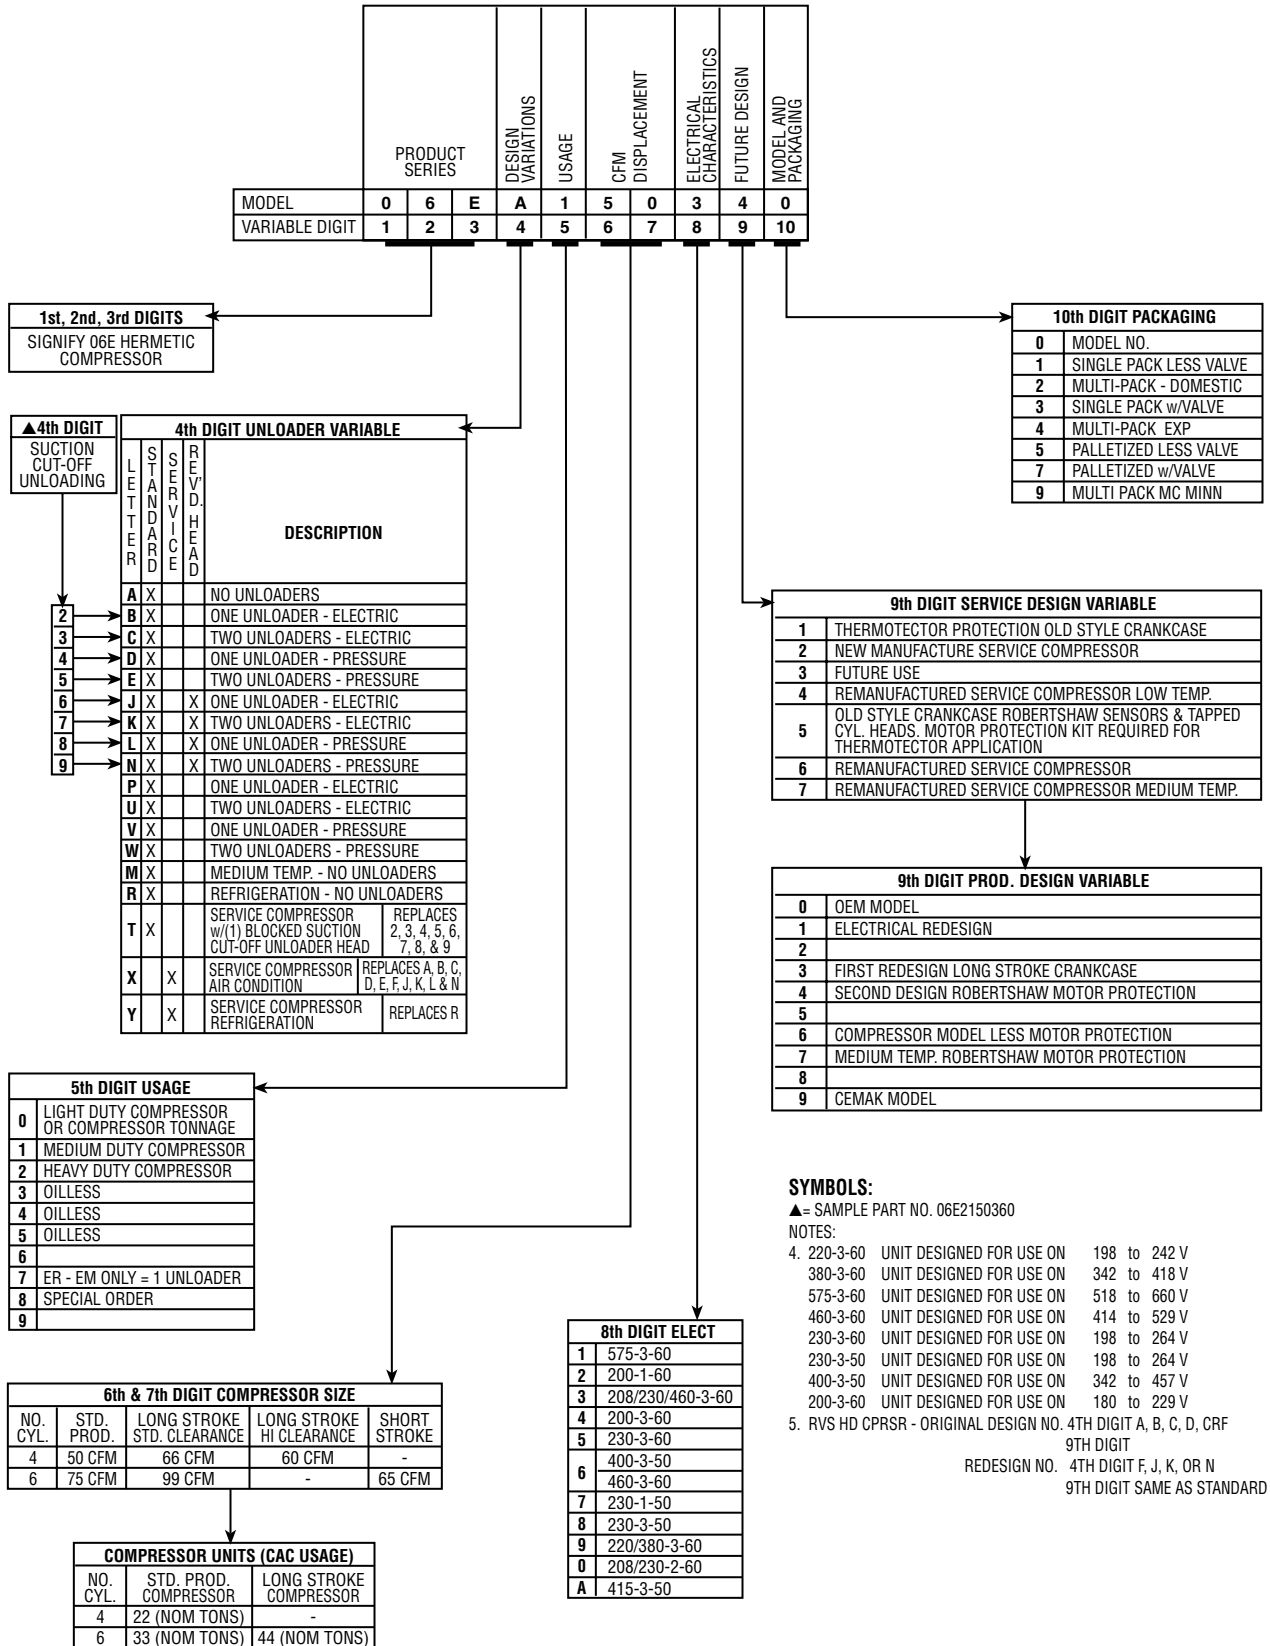 PRODUCT
SERIES
DESIGN
VARIATIONS
USAGE
CFM
DISPLACEMENT
ELECTRICAL
CHARACTERISTICS
FUTURE DESIGN
MODEL AND
PACKAGING
MODEL 0 6 E A 1 5 0 3 4 0
VARIABLE DIGIT 1 2 3 4 5 6 7 8 9 10
1st, 2nd, 3rd DIGITS
SIGNIFY 06E HERMETIC
COMPRESSOR
10th DIGIT PACKAGING
0 MODEL NO.
1 SINGLE PACK LESS VALVE
2 MULTI-PACK - DOMESTIC
3 SINGLE PACK w/VALVE
4 MULTI-PACK EXP
5 PALLETIZED LESS VALVE
7 PALLETIZED w/VALVE
9 MULTI PACK MC MINN
▲4th DIGIT
SUCTION
CUT-OFF
UNLOADING
2
3
4
5
6
7
8
9
4th DIGIT UNLOADER VARIABLE
LETTER STANDARD SERVICE REV'D. HEAD DESCRIPTION
A X NO UNLOADERS
B X ONE UNLOADER - ELECTRIC
C X TWO UNLOADERS - ELECTRIC
D X ONE UNLOADER - PRESSURE
E X TWO UNLOADERS - PRESSURE
J X X ONE UNLOADER - ELECTRIC
K X X TWO UNLOADERS - ELECTRIC
L X X ONE UNLOADER - PRESSURE
N X X TWO UNLOADERS - PRESSURE
P X ONE UNLOADER - ELECTRIC
U X TWO UNLOADERS - ELECTRIC
V X ONE UNLOADER - PRESSURE
W X TWO UNLOADERS - PRESSURE
M X MEDIUM TEMP. - NO UNLOADERS
R X REFRIGERATION - NO UNLOADERS
T X SERVICE COMPRESSOR
w/(1) BLOCKED SUCTION
CUT-OFF UNLOADER HEAD
REPLACES
2, 3, 4, 5, 6,
7, 8, & 9
X X SERVICE COMPRESSOR
AIR CONDITION
REPLACES A, B, C,
D, E, F, J, K, L & N
Y X SERVICE COMPRESSOR
REFRIGERATION
REPLACES R
9th DIGIT SERVICE DESIGN VARIABLE
1 THERMOTECTOR PROTECTION OLD STYLE CRANKCASE
2 NEW MANUFACTURE SERVICE COMPRESSOR
3 FUTURE USE
4 REMANUFACTURED SERVICE COMPRESSOR LOW TEMP.
5 OLD STYLE CRANKCASE ROBERTSHAW SENSORS & TAPPED
CYL. HEADS. MOTOR PROTECTION KIT REQUIRED FOR
THERMOTECTOR APPLICATION
6 REMANUFACTURED SERVICE COMPRESSOR
7 REMANUFACTURED SERVICE COMPRESSOR MEDIUM TEMP.
9th DIGIT PROD. DESIGN VARIABLE
0 OEM MODEL
1 ELECTRICAL REDESIGN
2
3 FIRST REDESIGN LONG STROKE CRANKCASE
4 SECOND DESIGN ROBERTSHAW MOTOR PROTECTION
5
6 COMPRESSOR MODEL LESS MOTOR PROTECTION
7 MEDIUM TEMP. ROBERTSHAW MOTOR PROTECTION
8
9 CEMAK MODEL
5th DIGIT USAGE
0 LIGHT DUTY COMPRESSOR
OR COMPRESSOR TONNAGE
1 MEDIUM DUTY COMPRESSOR
2 HEAVY DUTY COMPRESSOR
3 OILLESS
4 OILLESS
5 OILLESS
6
7 ER - EM ONLY = 1 UNLOADER
8 SPECIAL ORDER
9
6th & 7th DIGIT COMPRESSOR SIZE
NO. STD. LONG STROKE LONG STROKE SHORT
CYL. PROD. STD. CLEARANCE HI CLEARANCE STROKE
4 50 CFM 66 CFM 60 CFM -
6 75 CFM 99 CFM - 65 CFM
COMPRESSOR UNITS (CAC USAGE)
NO. STD. PROD. LONG STROKE
CYL. COMPRESSOR COMPRESSOR
4 22 (NOM TONS) -
6 33 (NOM TONS) 44 (NOM TONS)
8th DIGIT ELECT
1 575-3-60
2 200-1-60
3 208/230/460-3-60
4 200-3-60
5 230-3-60
6 400-3-50
460-3-60
7 230-1-50
8 230-3-50
9 220/380-3-60
0 208/230-2-60
A 415-3-50
SYMBOLS:
▲= SAMPLE PART NO. 06E2150360
NOTES:
4. 220-3-60 UNIT DESIGNED FOR USE ON 198 to 242 V
380-3-60 UNIT DESIGNED FOR USE ON 342 to 418 V
575-3-60 UNIT DESIGNED FOR USE ON 518 to 660 V
460-3-60 UNIT DESIGNED FOR USE ON 414 to 529 V
230-3-60 UNIT DESIGNED FOR USE ON 198 to 264 V
230-3-50 UNIT DESIGNED FOR USE ON 198 to 264 V
400-3-50 UNIT DESIGNED FOR USE ON 342 to 457 V
200-3-60 UNIT DESIGNED FOR USE ON 180 to 229 V
5. RVS HD CPRSR - ORIGINAL DESIGN NO. 4TH DIGIT A, B, C, D, CRF
9TH DIGIT
REDESIGN NO. 4TH DIGIT F, J, K, OR N
9TH DIGIT SAME AS STANDARD